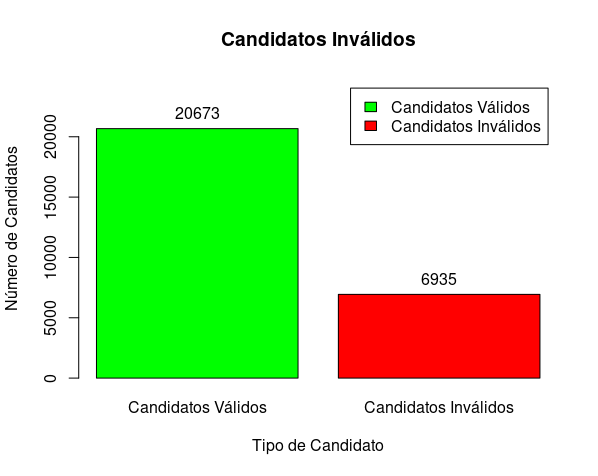 Candidatos Inválidos
Candidatos Válidos
Candidatos Inválidos
20673
6935
Número de Candidatos
20000
15000
10000
5000
0
Candidatos Válidos
Candidatos Inválidos
Tipo de Candidato